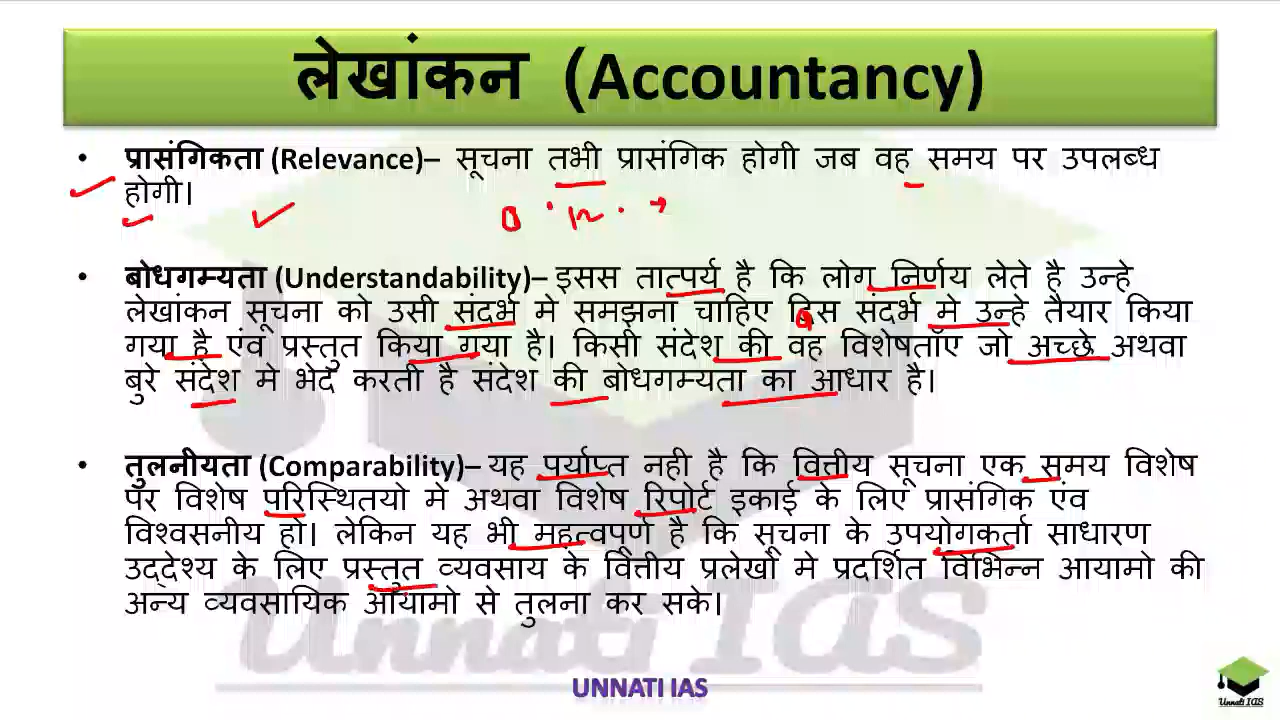 लेखांकन (Accountancy)
• प्रासंगिकता (Relevance)– सूचना तभी प्रासंगिक होगी जब वह समय पर उपलब्ध
होगी।
• बोधगम्यता (Understandability)– इसस तात्पर्य है कि लोग निर्णय लेते है उन्हे
लेखांकन सूचना को उसी संदर्भ मे समझना चाहिए दिस संदर्भ मे उन्हे तैयार किया
गया है एंव प्रस्तुत किया गया है। किसी संदेश की वह विशेषताँए जो अच्छे अथवा
बुरे संदेश मे भेद करती है संदेश की बोधगम्यता का आधार है।
• तुलनीयता (Comparability)– यह पर्याप्त नही है कि वित्तीय सूचना एक समय विशेष
पर विशेष परिस्थितयो मे अथवा विशेष रिपोर्ट इकाई के लिए प्रासंगिक एंव
विश्वसनीय हो। लेकिन यह भी महत्वपूर्ण है कि सूचना के उपयोगकर्ता साधारण
उद्देश्य के लिए प्रस्तुत व्यवसाय के वित्तीय प्रलेखो मे प्रदर्शित विभिन्न आयामो की
अन्य व्यवसायिक आयामो से तुलना कर सके।
Unnati IAS
UNNATI IAS
Unnati IAS